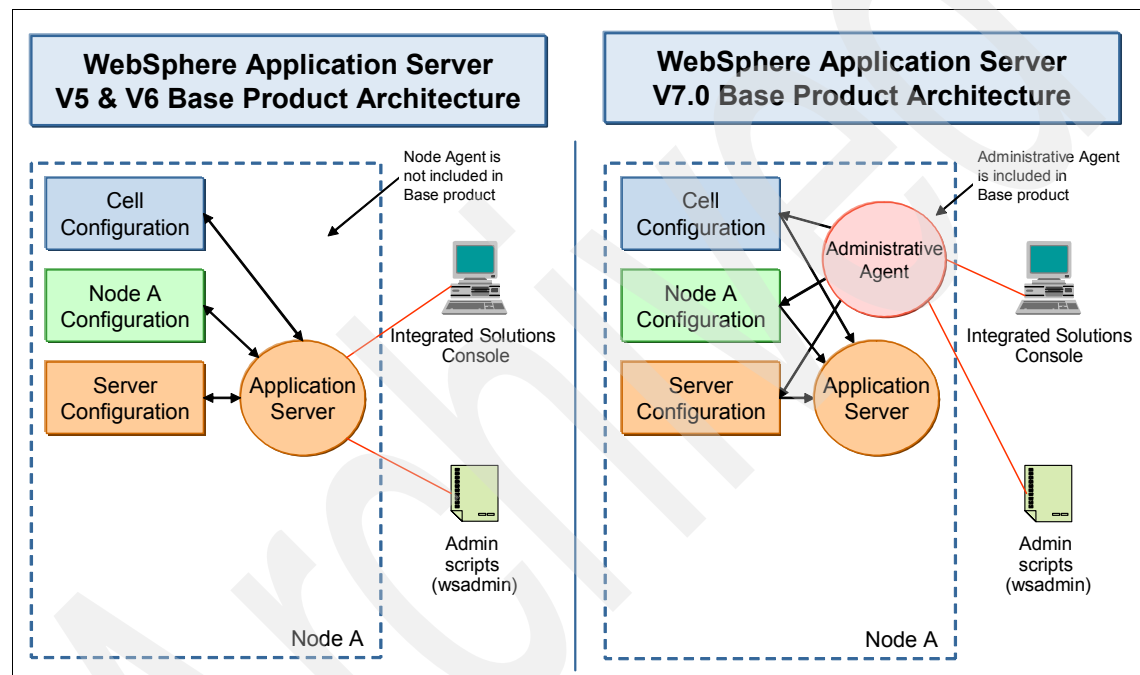 WebSphere Application Server
V5 & V6 Base Product Architecture
Node Agent is
not included in
Base product
Cell
Configuration
Node A
Configuration
Server
Configuration
Application
Server
Integrated Solutions
Console
Admin
scripts
(wsadmin)
Node A
WebSphere Application Server
V7.0 Base Product Architecture
Administrative Agent
is included in
Base product
Cell
Configuration
Administrative
Agent
Node A
Configuration
Server
Configuration
Application
Server
Integrated Solutions
Console
Admin
scripts
(wsadmin)
Node A
Archived